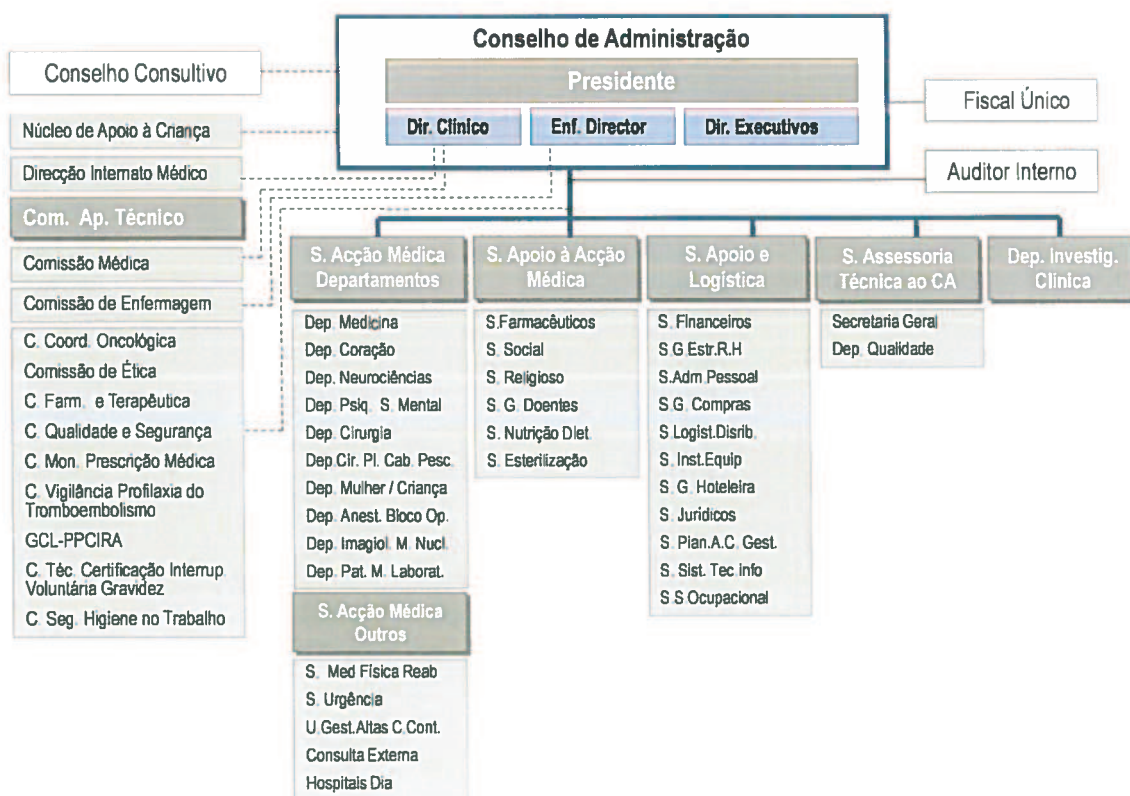 Conselho de Administração
Presidente
Dir. Clínico
Enf. Director
Dir. Executivos
Conselho Consultivo
Núcleo de Apoio à Criança
Direcção Internato Médico
Com. Ap. Técnico
Comissão Médica
Comissão de Enfermagem
C. Coord. Oncológica
Comissão de Ética
C. Farm. e Terapêutica
C. Qualidade e Segurança
C. Mon. Prescrição Médica
C. Vigilância Profilaxia do
Tromboembolismo
GCL-PPCIRA
C. Téc. Certificação Interrup.
Voluntária Gravidez
C. Seg. Higiene no Trabalho
Fiscal Único
Auditor Interno
S. Acção Médica
Departamentos
Dep. Medicina
Dep. Coração
Dep. Neurociências
Dep. Psiq. S. Mental
Dep. Cirurgia
Dep.Cir. Pl. Cab. Pesc.
Dep. Mulher / Criança
Dep. Anest. Bloco Op.
Dep. Imagiol. M. Nucl.
Dep. Pat. M. Laborat.
S. Acção Médica
Outros
S. Med Física Reab
S. Urgência
U.Gest.Altas C.Cont.
Consulta Externa
Hospitais Dia
S. Apoio à Acção
Médica
S.Farmacêuticos
S. Social
S. Religioso
S. G. Doentes
S. Nutrição Diet.
S. Esterilização
S. Apoio e
Logística
S. Financeiros
S.G.Estr.R.H
S.Adm.Pessoal
S.G. Compras
S.Logist.Disrib.
S. Inst.Equip
S. G. Hoteleira
S. Jurídicos
S. Plan.A.C. Gest.
S. Sist. Tec.Info
S.S.Ocupacional
S. Assessoria
Técnica ao CA
Secretaria Geral
Dep. Qualidade
Dep. Investig.
Clínica